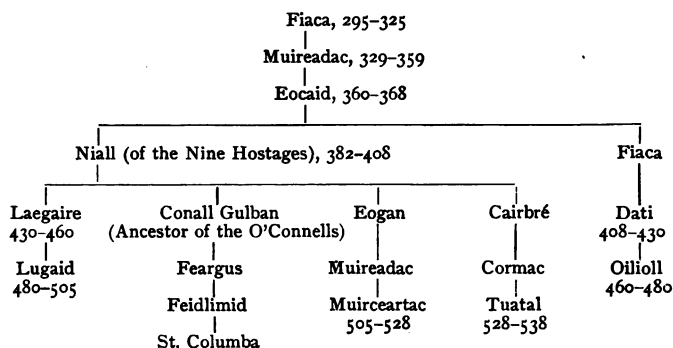 Fiaca, 295–325
Muireadac, 329–359
Eocaid, 360–368
Niall (of the Nine Hostages), 382–408 Fiaca
Laegaire Conall Gulban Eogan Cairbré Dati
430–460 (Ancestor of the O'Connells) 408–430
Lugaid Feargus Muireadac Cormac Oilioll
480–505 460–480
Feidlimid Muirceartac Tuatal
505–528 528–538
St. Columba